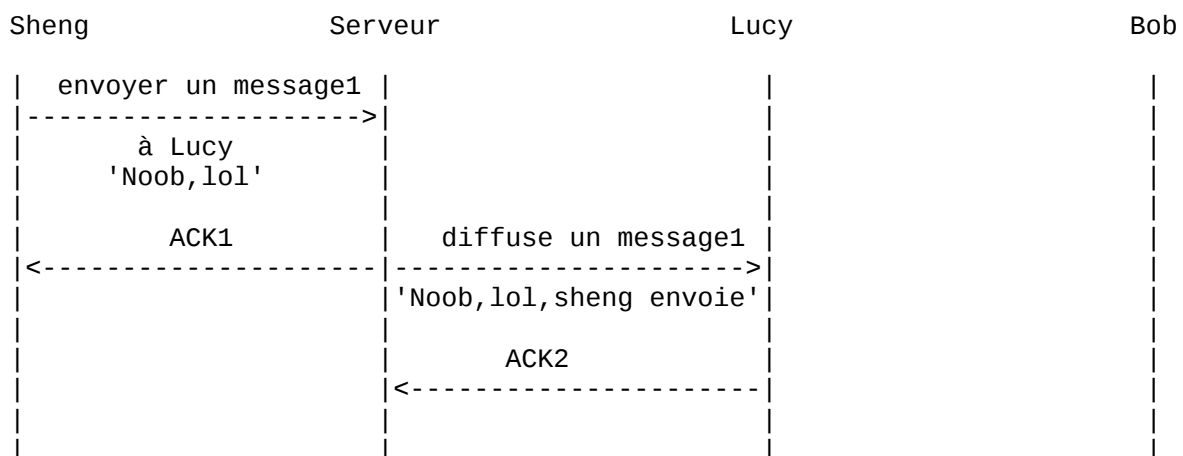 Sheng Serveur Lucy Bob
| envoyer un message1 | | |
|--------------------->| | |
| à Lucy | | |
| 'Noob,lol' | | |
| | | |
| ACK1 | diffuse un message1 | |
|<---------------------|---------------------->| |
| |'Noob,lol,sheng envoie'| |
| | | |
| | ACK2 | |
| |<----------------------| |
| | | |
| | | |